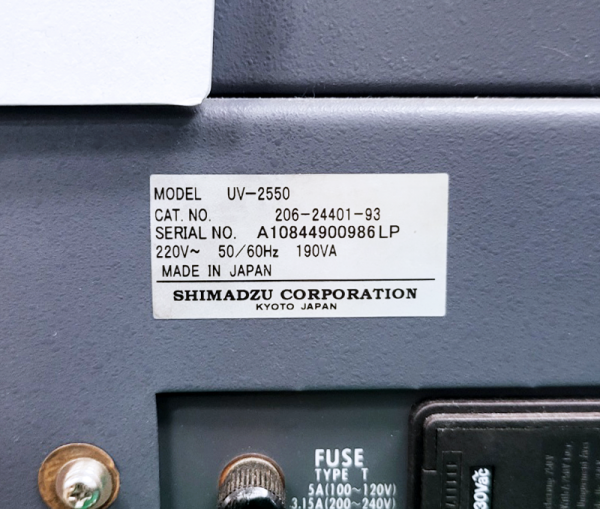 MODEL UV-2550
CAT. NO. 206-24401-93
SERIAL NO. A10844900986LP
220V~ 50/60Hz 190VA
MADE IN JAPAN
SHIMADZU CORPORATION
KYOTO JAPAN
FUSE
TYPE T
5A(100~120V)
3.15A(200~240V)
30Vac